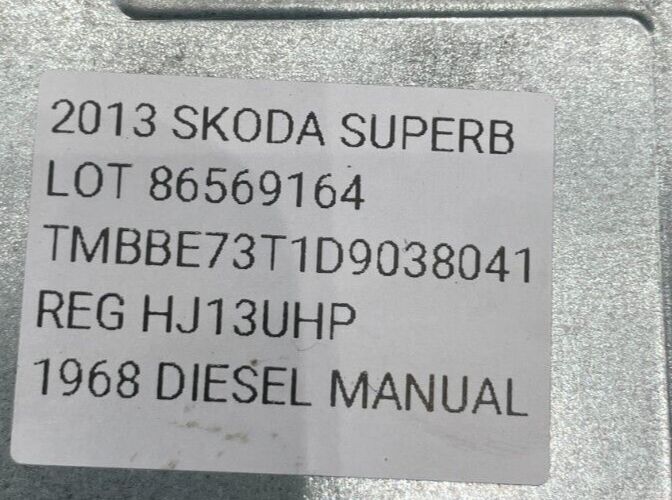 2013 SKODA SUPERB
LOT 86569164
TMBBE73T1D9038041
REG HJ13UHP
1968 DIESEL MANUAL